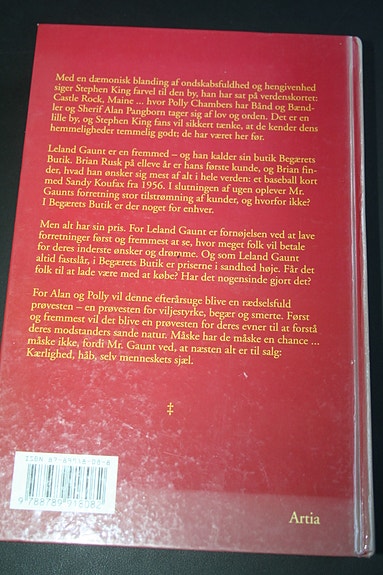 Med en dæmonisk blanding af ondskabsfuldhed og hengivenhed
siger Stephen King farvel til den by, han har sat på verdenskortet:
Castle Rock, Maine ... hvor Polly Chambers har Bånd og Bænd-
ler og Sherif Alan Pangborn tager sig af lov og orden. Det er en
lille by, og Stephen King fans vil sikkert tænke, at de kender dens
hemmeligheder temmelig godt; de har været her før.
Leland Gaunt er en fremmed – og han kalder sin butik Begærets
Butik. Brian Rusk på elleve år er hans første kunde, og Brian fin-
der, hvad han ønsker sig mest af alt i hele verden: et baseball kort
med Sandy Koufax fra 1956. I slutningen af ugen oplever Mr.
Gaunts forretning stor tilstrømning af kunder, og hvorfor ikke?
I Begærets Butik er der noget for enhver.
Men alt har sin pris. For Leland Gaunt er fornøjelsen ved at lave
forretninger først og fremmest at se, hvor meget folk vil betale
for deres inderste ønsker og drømme. Og som Leland Gaunt
altid fastslår, i Begærets Butik er priserne i sandhed høje. Får det
folk til at lade være med at købe? Har det nogensinde gjort det?
For Alan og Polly vil denne efterårsuge blive en rædselsfuld
prøvesten – en prøvesten for viljestyrke, begær og smerte. Først
og fremmest vil det blive en prøvesten for deres evner til at forstå
deres modstanders sande natur. Måske har de måske en chance ...
måske ikke, fordi Mr. Gaunt ved, at næsten alt er til salg:
Kærlighed, håb, selv menneskets sjæl.
‡
ISBN 87-89918-08-6
9 788789 918082
Artia